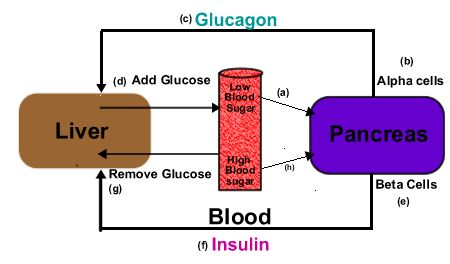 (c) Glucagon
(b)
Alpha cells
(d) Add Glucose
Low
Blood
Sugar
(a)
Liver
Pancreas
High
Blood
sugar
(h)
Remove Glucose
(g)
Beta Cells
(e)
Blood
(f) Insulin